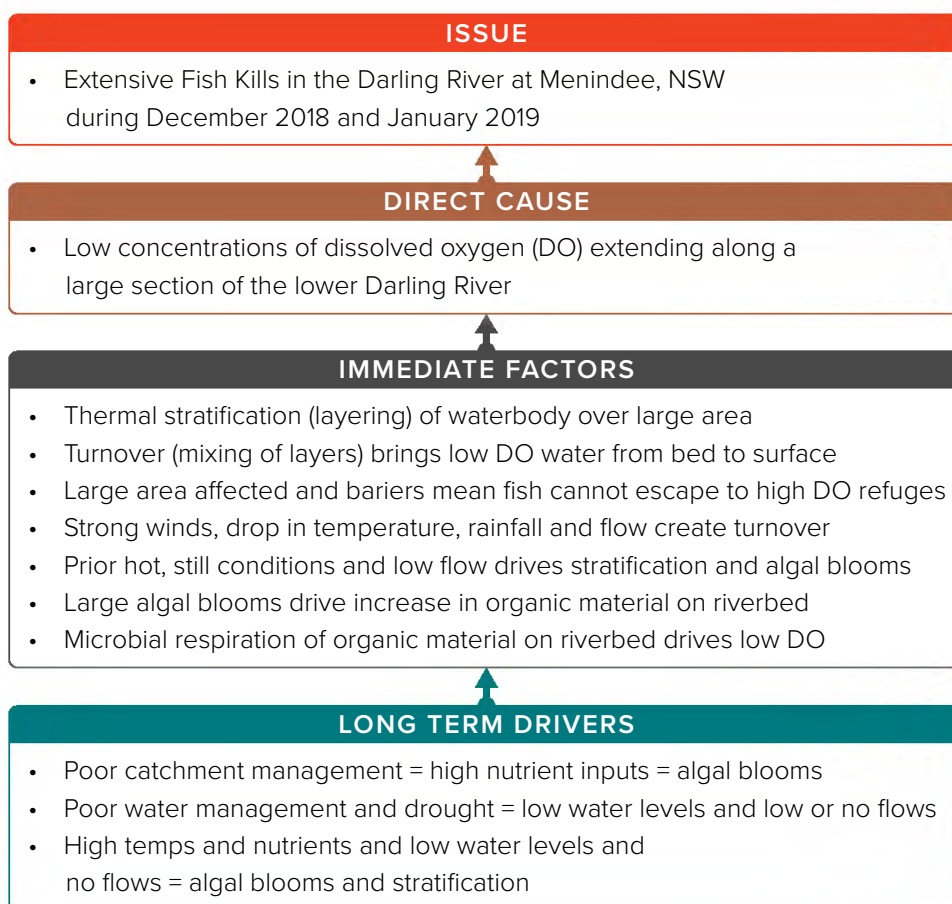 ISSUE
• Extensive Fish Kills in the Darling River at Menindee, NSW
during December 2018 and January 2019
DIRECT CAUSE
• Low concentrations of dissolved oxygen (DO) extending along a
large section of the lower Darling River
IMMEDIATE FACTORS
• Thermal stratification (layering) of waterbody over large area
• Turnover (mixing of layers) brings low DO water from bed to surface
• Large area affected and bariers mean fish cannot escape to high DO refuges
• Strong winds, drop in temperature, rainfall and flow create turnover
• Prior hot, still conditions and low flow drives stratification and algal blooms
• Large algal blooms drive increase in organic material on riverbed
• Microbial respiration of organic material on riverbed drives low DO
LONG TERM DRIVERS
• Poor catchment management = high nutrient inputs = algal blooms
• Poor water management and drought = low water levels and low or no flows
• High temps and nutrients and low water levels and
no flows = algal blooms and stratification